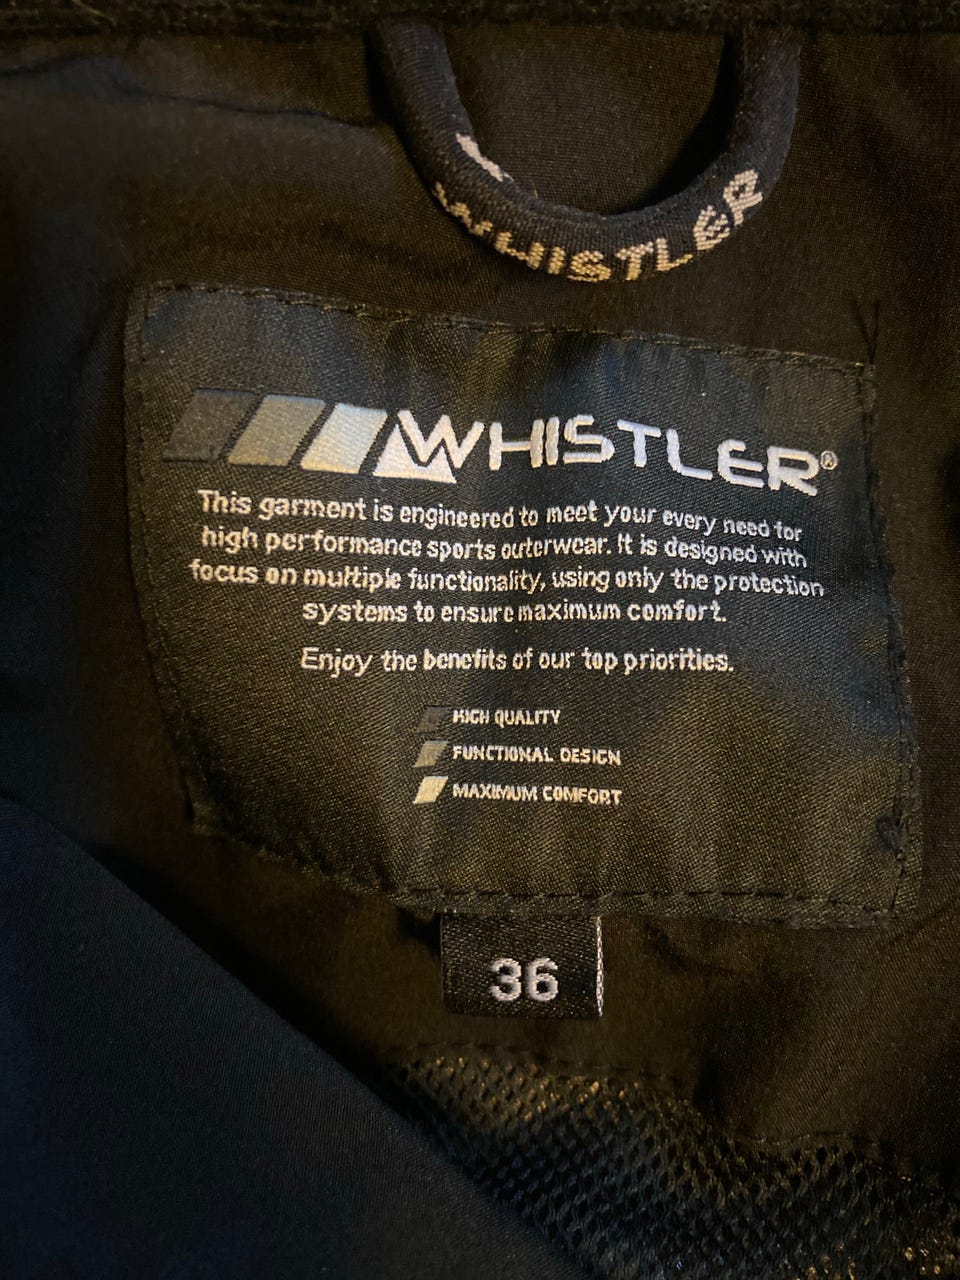 WHISTLER
WHISTLER®
This garment is engineered to meet your every need for
high performance sports outerwear. It is designed with
focus on multiple functionality, using only the protection
systems to ensure maximum comfort.
Enjoy the benefits of our top priorities.
HIGH QUALITY
FUNCTIONAL DESIGN
MAXIMUM COMFORT
36